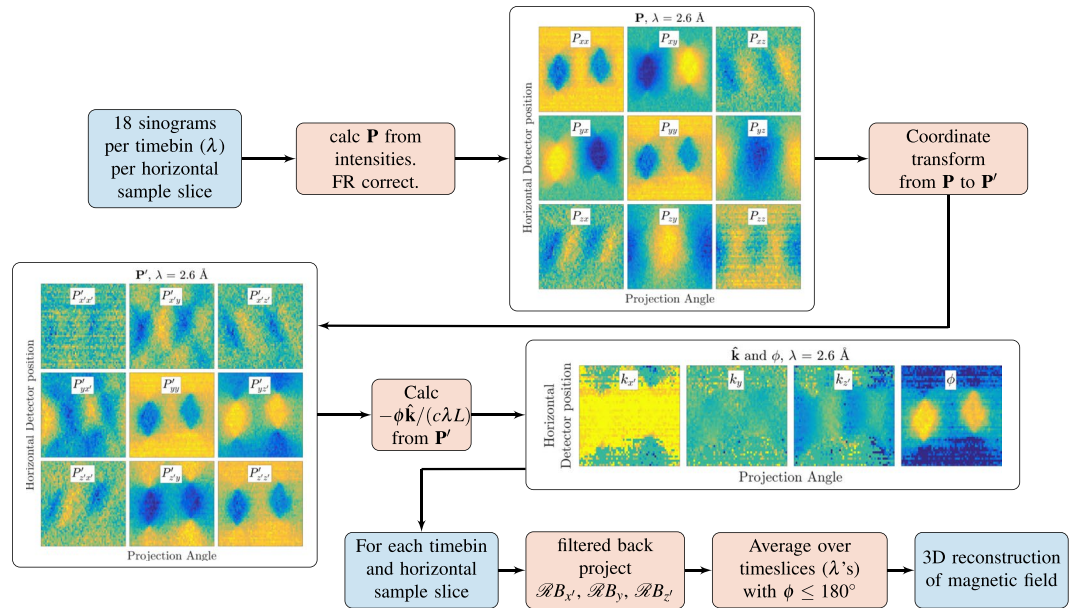 18 sinograms
per timebin (λ)
per horizontal
sample slice
calc P from
intensities.
FR correct.
P, λ = 2.6 Å
Horizontal Detector position
P_xx
P_xy
P_xz
P_yx
P_yy
P_yz
P_zx
P_zy
P_zz
Projection Angle
Coordinate
transform
from P to P′
P′, λ = 2.6 Å
Horizontal Detector position
P′_x′x′
P′_x′y
P′_x′z′
P′_yx′
P′_yy
P′_yz′
P′_z′x′
P′_z′y
P′_z′z′
Projection Angle
Calc
−ϕk̂/(cλL)
from P′
k̂ and ϕ, λ = 2.6 Å
Horizontal
Detector position
k_x′
k_y
k_z′
ϕ
Projection Angle
For each timebin
and horizontal
sample slice
filtered back
project
ℛB_x′, ℛB_y, ℛB_z′
Average over
timeslices (λ's)
with ϕ ≤ 180°
3D reconstruction
of magnetic field